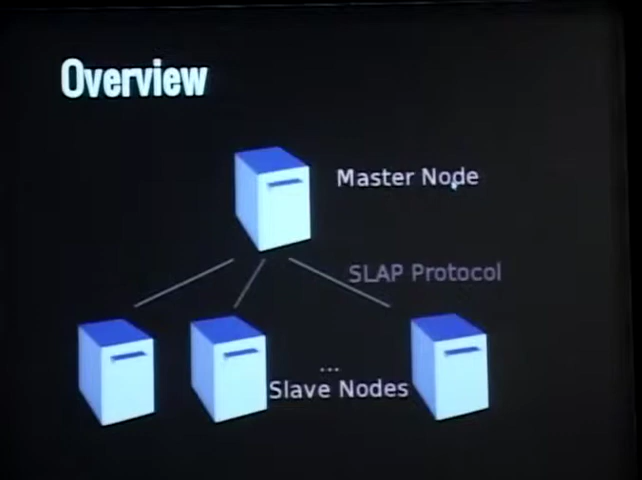 Overview
Master Node
SLAP Protocol
...
Slave Nodes